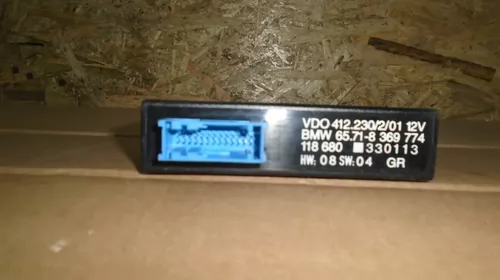 VDO 412.230/2/01 12V
BMW 65.71-8 369 774
118 680 330113
HW: 08 SW: 04 GR